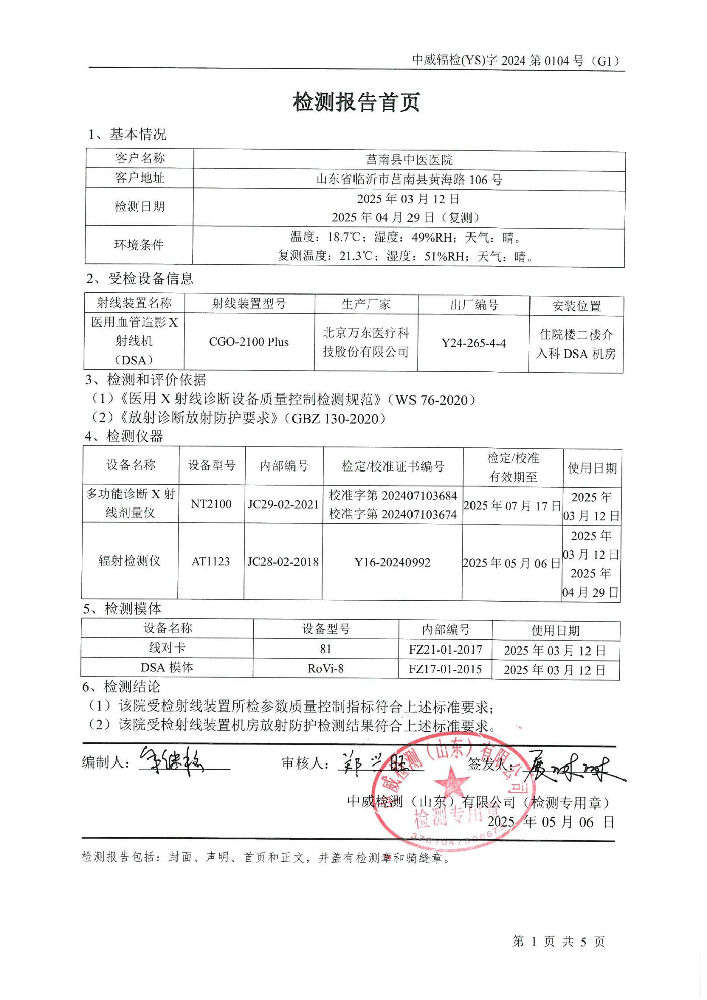 中威辐检(YS)字 2024 第 0104 号（G1）
检测报告首页
1、基本情况
客户名称 莒南县中医医院
客户地址 山东省临沂市莒南县黄海路 106 号
检测日期
2025 年 03 月 12 日
2025 年 04 月 29 日（复测）
环境条件
温度：18.7℃；湿度：49%RH；天气：晴。
复测温度：21.3℃；湿度：51%RH；天气：晴。
2、受检设备信息
射线装置名称 射线装置型号 生产厂家 出厂编号 安装位置
医用血管造影 X
射线机
（DSA）
CGO-2100 Plus
北京万东医疗科
技股份有限公司
Y24-265-4-4
住院楼二楼介
入科 DSA 机房
3、检测和评价依据
（1）《医用 X 射线诊断设备质量控制检测规范》（WS 76-2020）
（2）《放射诊断放射防护要求》（GBZ 130-2020）
4、检测仪器
设备名称 设备型号 内部编号 检定/校准证书编号
检定/校准
有效期至
使用日期
多功能诊断 X 射
线剂量仪
NT2100 JC29-02-2021
校准字第 202407103684
校准字第 202407103674
2025 年 07 月 17 日
2025 年
03 月 12 日
辐射检测仪 AT1123 JC28-02-2018 Y16-20240992 2025 年 05 月 06 日
2025 年
03 月 12 日
2025 年
04 月 29 日
5、检测模体
设备名称 设备型号 内部编号 使用日期
线对卡 81 FZ21-01-2017 2025 年 03 月 12 日
DSA 模体 RoVi-8 FZ17-01-2015 2025 年 03 月 12 日
6、检测结论
（1）该院受检射线装置所检参数质量控制指标符合上述标准要求；
（2）该院受检射线装置机房放射防护检测结果符合上述标准要求。
编制人： 审核人：郑兴旺 签发人：
中威检测（山东）有限公司
检测专用章
中威检测（山东）有限公司（检测专用章）
2025 年 05 月 06 日
检测报告包括：封面、声明、首页和正文，并盖有检测章和骑缝章。
第 1 页 共 5 页